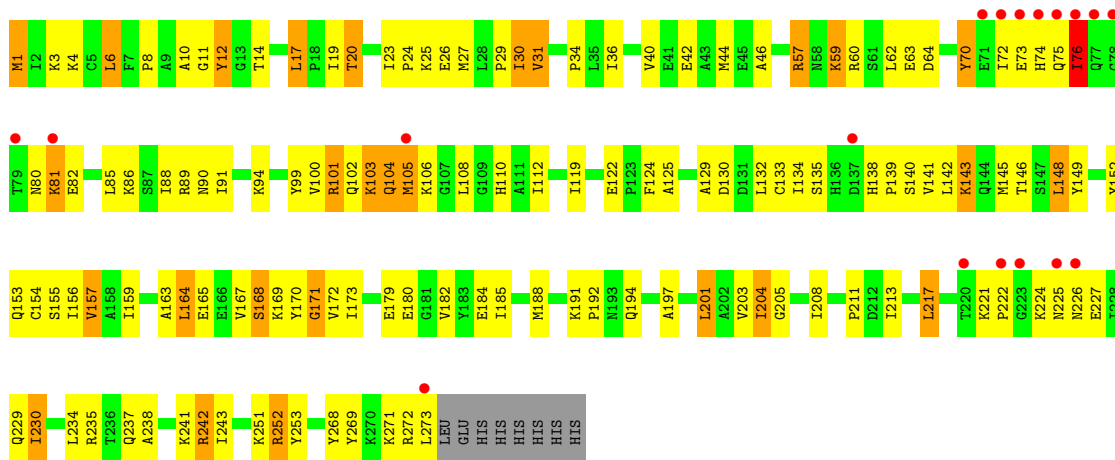 M1 I2 K3 K4 C5 L6 F7 P8 A9 A10 G11 Y12 G13 T14 L17 P18 I19 T20 I23 P24 K25 E26 M27 L28 P29 I30 V31 P34 L35 I36 V40 E41 E42 A43 M44 E45 A46 R57 N58 K59 R60 S61 L62 E63 D64 Y70 E71 I72 E73 H74 Q75 I76 Q77 G78
T79 N80 K81 E82 L85 K86 S87 I88 R89 N90 I91 K94 Y99 V100 R101 Q102 K103 Q104 M105 K106 G107 L108 G109 H110 A111 I112 I119 E122 P123 F124 A125 A129 D130 D131 L132 C133 I134 S135 H136 D137 H138 P139 S140 V141 L142 K143 Q144 M145 T146 S147 L148 Y149 Y152
Q153 C154 S155 I156 V157 A158 I159 A163 L164 E165 E166 V167 S168 K169 Y170 G171 V172 I173 E179 E180 G181 V182 Y183 E184 I185 M188 K191 P192 N193 Q194 A197 L201 A202 V203 I204 G205 I208 P211 D212 I213 L217 T220 K221 P222 G223 K224 N225 N226 E227 I228
Q229 I230 L234 R235 T236 Q237 A238 K241 R242 I243 K251 R252 Y253 Y268 Y269 K270 K271 R272 L273 LEU GLU HIS HIS HIS HIS HIS HIS